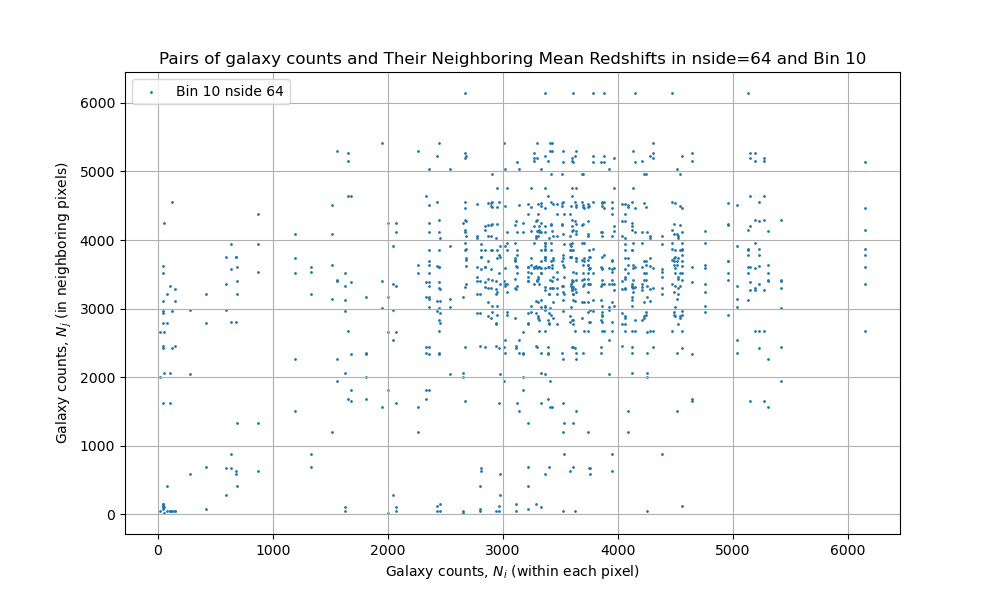 Pairs of galaxy counts and Their Neighboring Mean Redshifts in nside=64 and Bin 10
Bin 10 nside 64
Galaxy counts, N_j (in neighboring pixels)
6000
5000
4000
3000
2000
1000
0
0 1000 2000 3000 4000 5000 6000
Galaxy counts, N_i (within each pixel)